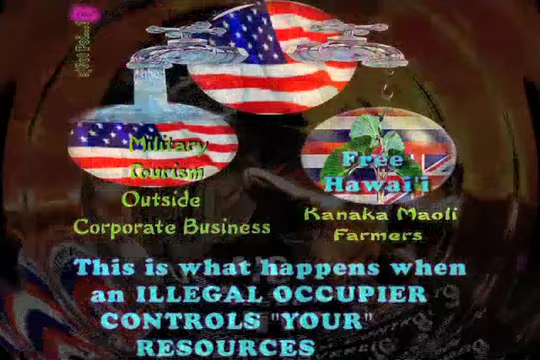 Military
Tourism
Outside
Corporate Business
Free
Hawai'i
Kanaka Maoli
Farmers
This is what happens when
an ILLEGAL OCCUPIER
CONTROLS "YOUR"
RESOURCES